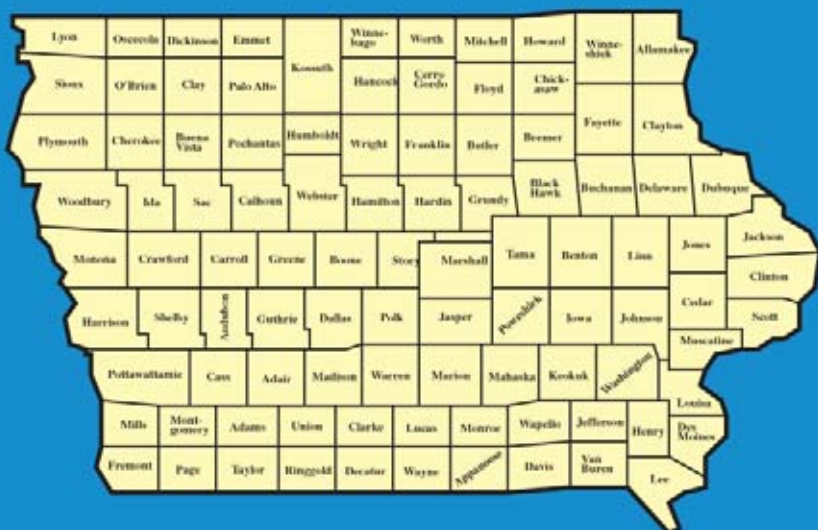 Lyon
Osceola
Dickinson
Emmet
Winne-
bago
Worth
Mitchell
Howard
Winne-
shiek
Allamakee
Kossuth
Sioux
O'Brien
Clay
Palo Alto
Hancock
Cerro
Gordo
Floyd
Chick-
asaw
Fayette
Clayton
Plymouth
Cherokee
Buena
Vista
Pochantas
Humboldt
Wright
Franklin
Butler
Bremer
Woodbury
Ida
Sac
Calhoun
Webster
Hamilton
Hardin
Grundy
Black
Hawk
Buchanan
Delaware
Dubuque
Monona
Crawford
Carroll
Greene
Boone
Story
Marshall
Tama
Benton
Linn
Jones
Jackson
Clinton
Harrison
Shelby
Audubon
Guthrie
Dallas
Polk
Jasper
Poweshiek
Iowa
Johnson
Cedar
Scott
Muscatine
Pottawattamie
Cass
Adair
Madison
Warren
Marion
Mahaska
Keokuk
Washington
Louisa
Mills
Mont-
gomery
Adams
Union
Clarke
Lucas
Monroe
Wapello
Jefferson
Henry
Des
Moines
Fremont
Page
Taylor
Ringgold
Decatur
Wayne
Appanoose
Davis
Van
Buren
Lee